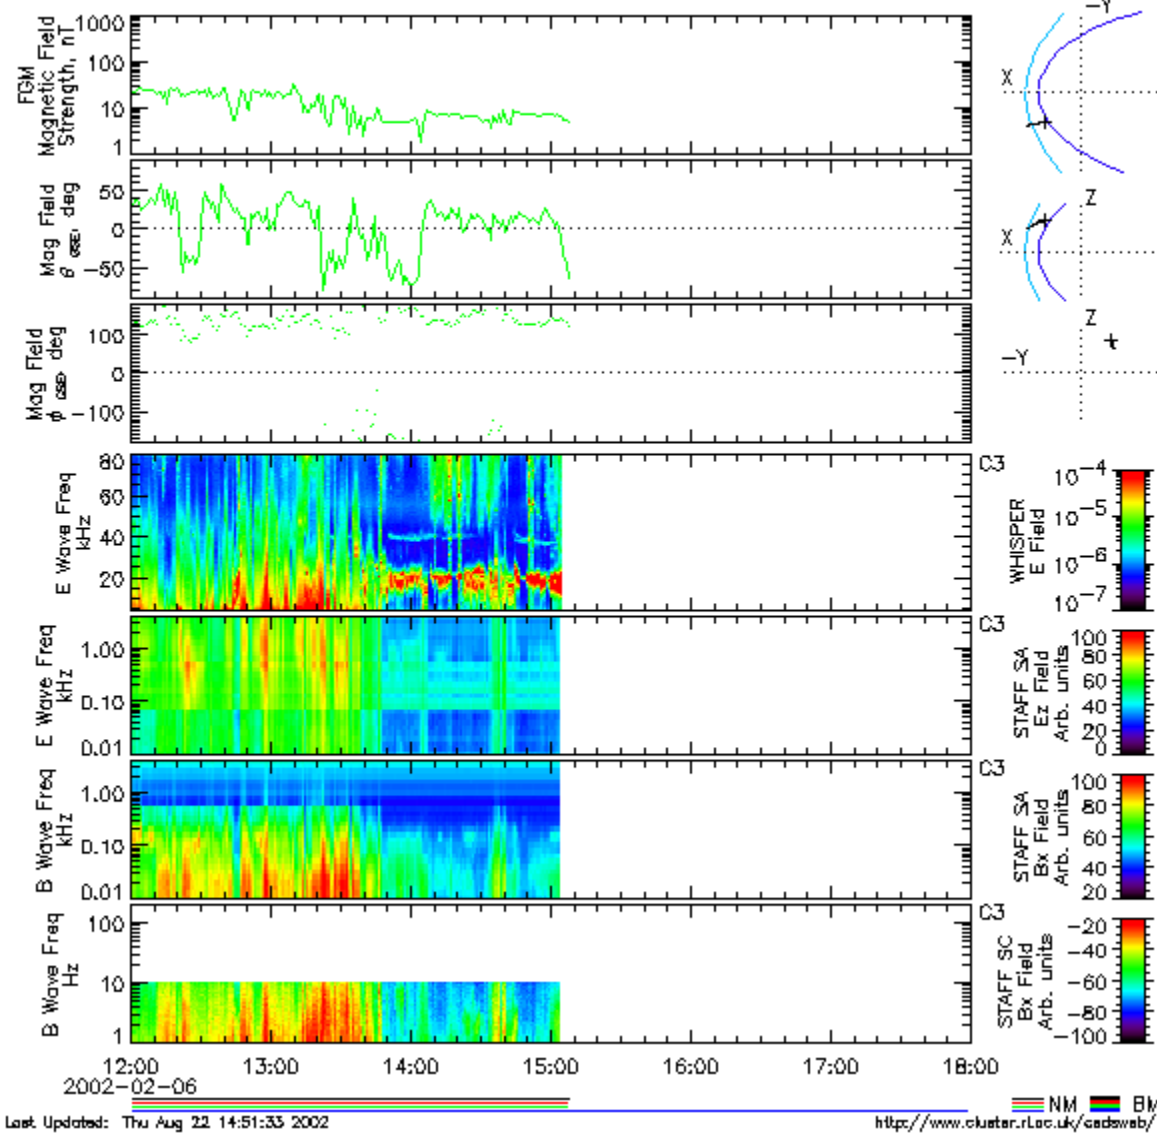 FGM
Magnetic Field
Strength, nT
1000
100
10
1
Mag Field
θ GSE, deg
50
0
−50
Mag Field
ϕ GSE, deg
100
0
−100
E Wave Freq
kHz
80
60
40
20
C3
WHISPER
E Field
10−4
10−5
10−6
10−7
E Wave Freq
kHz
1.00
0.10
0.01
C3
STAFF SA
Ez Field
Arb. units
100
80
60
40
20
0
B Wave Freq
kHz
1.00
0.10
0.01
C3
STAFF SA
Bx Field
Arb. units
100
80
60
40
20
B Wave Freq
Hz
100
10
1
C3
STAFF SC
Bx Field
Arb. units
−20
−40
−60
−80
−100
12:00 13:00 14:00 15:00 16:00 17:00 18:00
2002−02−06
−Y
X
Z
X
Z
−Y
NM BM
Last Updated: Thu Aug 22 14:51:33 2002
http://www.cluster.rl.ac.uk/csdsweb/